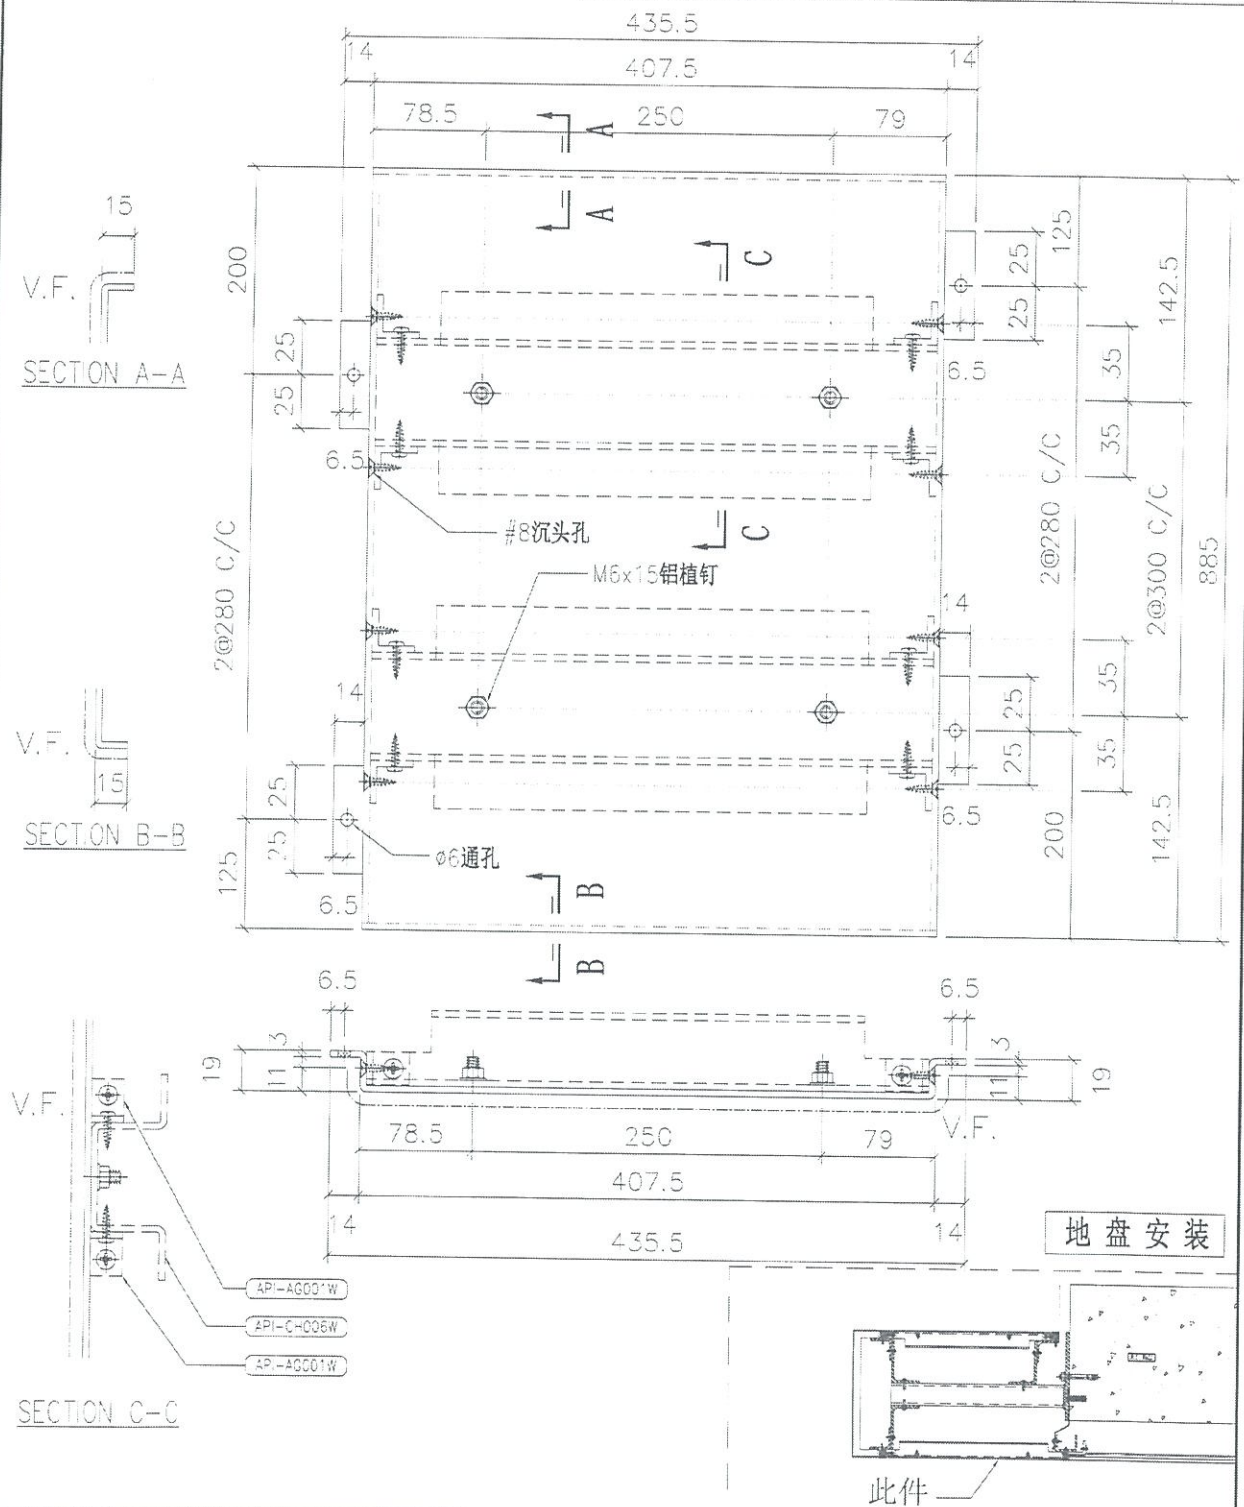 435.5
14
407.5
14
78.5
250
79
A
A
15
V.F.
SECTION A-A
200
25
25
6.5
C
C
125
25
25
6.5
142.5
35
35
2@280 C/C
#8沉头孔
M6x15铝植钉
2@280 C/C
2@300 C/C
885
14
14
V.F.
15
SECTION B-B
25
25
125
6.5
ø6通孔
25
25
6.5
35
35
200
142.5
B
B
6.5
6.5
19
3
11
3
11
19
V.F.
V.F.
78.5
250
79
407.5
14
14
435.5
API-AG001W
API-CH006W
API-AG001W
SECTION C-C
地盘安装
此件